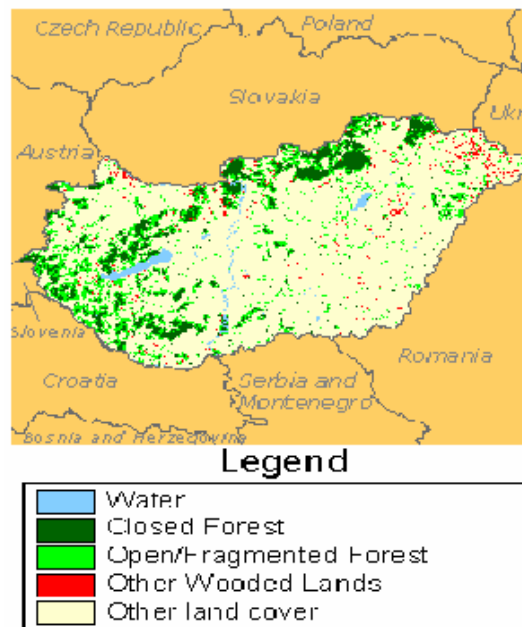 Czech Republic
Poland
Slovakia
Ukr
Austria
Slovenia
Romania
Croatia
Serbia and
Montenegro
Bosnia and Herzegovina
Legend
Water
Closed Forest
Open/Fragmented Forest
Other Wooded Lands
Other land cover